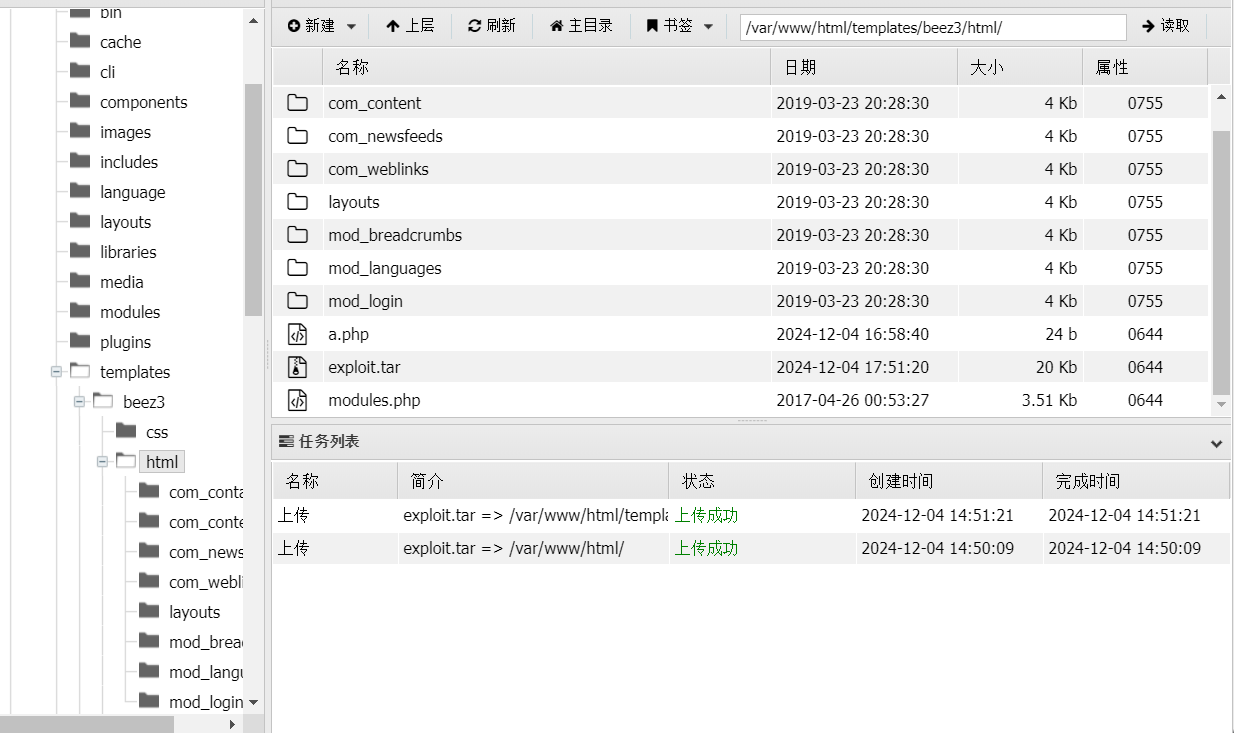 bin
cache
cli
components
images
includes
language
layouts
libraries
media
modules
plugins
templates
beez3
css
html
com_conta
com_conte
com_news
com_webli
layouts
mod_bread
mod_langu
mod_login
新建 上层 刷新 主目录 书签 /var/www/html/templates/beez3/html/ 读取
名称 日期 大小 属性
com_content 2019-03-23 20:28:30 4 Kb 0755
com_newsfeeds 2019-03-23 20:28:30 4 Kb 0755
com_weblinks 2019-03-23 20:28:30 4 Kb 0755
layouts 2019-03-23 20:28:30 4 Kb 0755
mod_breadcrumbs 2019-03-23 20:28:30 4 Kb 0755
mod_languages 2019-03-23 20:28:30 4 Kb 0755
mod_login 2019-03-23 20:28:30 4 Kb 0755
a.php 2024-12-04 16:58:40 24 b 0644
exploit.tar 2024-12-04 17:51:20 20 Kb 0644
modules.php 2017-04-26 00:53:27 3.51 Kb 0644
任务列表
名称 简介 状态 创建时间 完成时间
上传 exploit.tar => /var/www/html/templa 上传成功 2024-12-04 14:51:21 2024-12-04 14:51:21
上传 exploit.tar => /var/www/html/ 上传成功 2024-12-04 14:50:09 2024-12-04 14:50:09